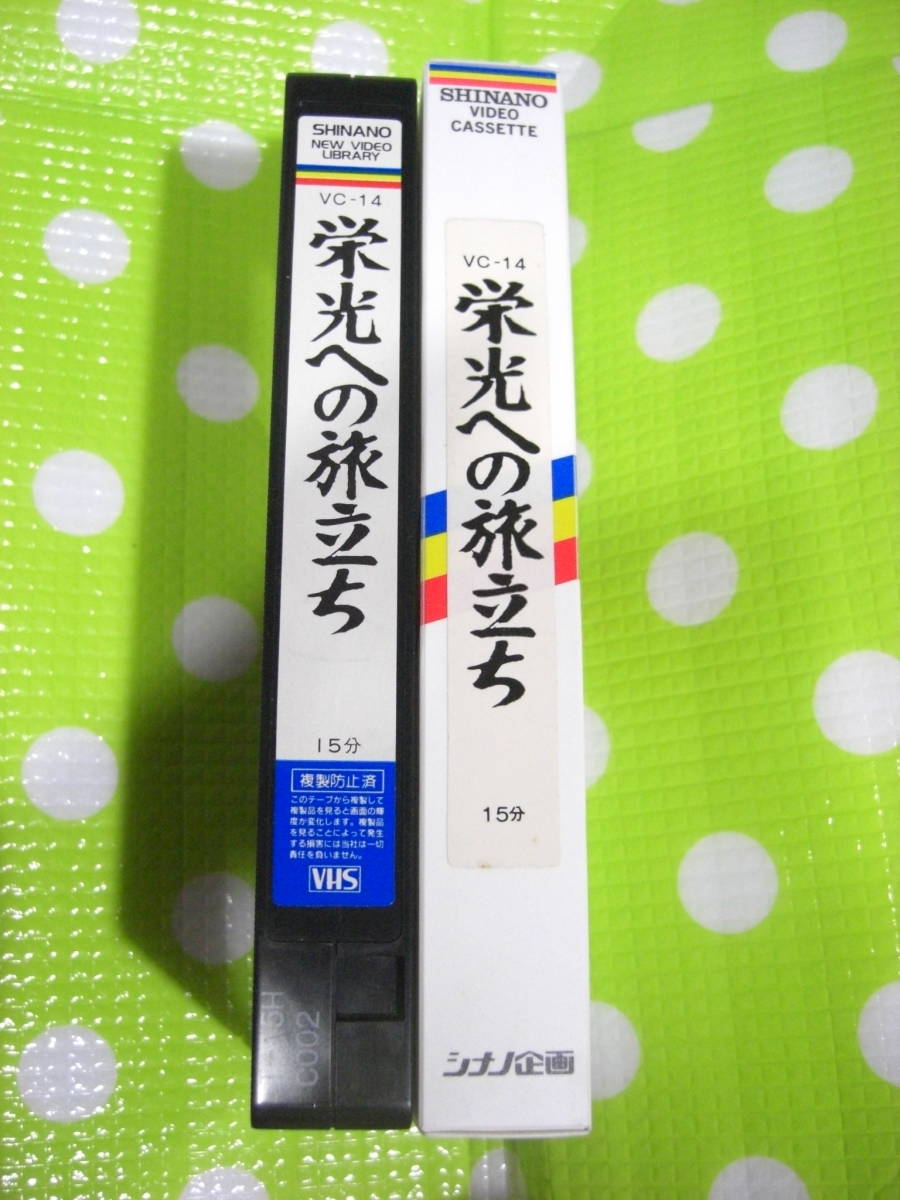 SHINANO
NEW VIDEO
LIBRARY
VC-14
栄光への旅立ち
15分
複製防止済
このテープから複製して
複製品を見ると画面の輝
度が変化します。複製品
を見ることによって発生
する損害には当社は一切
責任を負いません。
VHS
C002
SHINANO
VIDEO
CASSETTE
VC-14
栄光への旅立ち
15分
シナノ企画